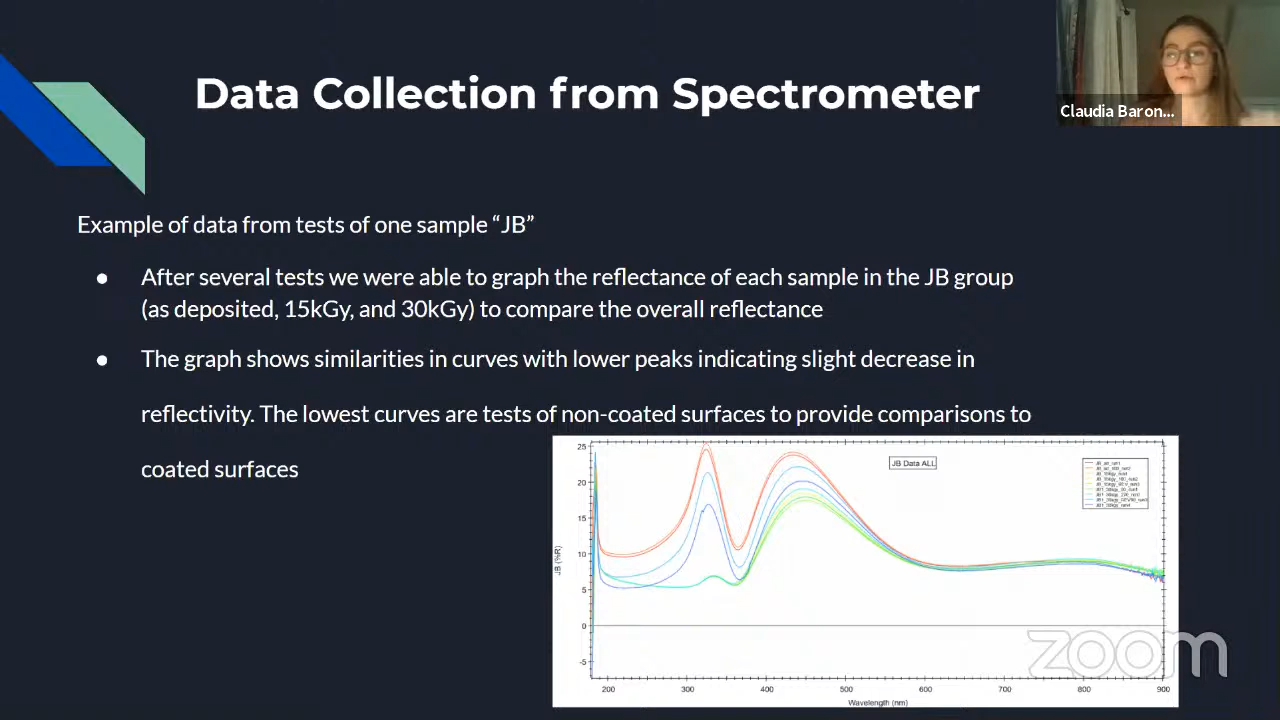 Data Collection from Spectrometer
Claudia Baron...
Example of data from tests of one sample “JB”
● After several tests we were able to graph the reflectance of each sample in the JB group
(as deposited, 15kGy, and 30kGy) to compare the overall reflectance
● The graph shows similarities in curves with lower peaks indicating slight decrease in
reflectivity. The lowest curves are tests of non-coated surfaces to provide comparisons to
coated surfaces
JB Data ALL
25
20
15
10
5
0
-5
JB (%R)
200 300 400 500 600 700 800 900
Wavelength (nm)
zoom